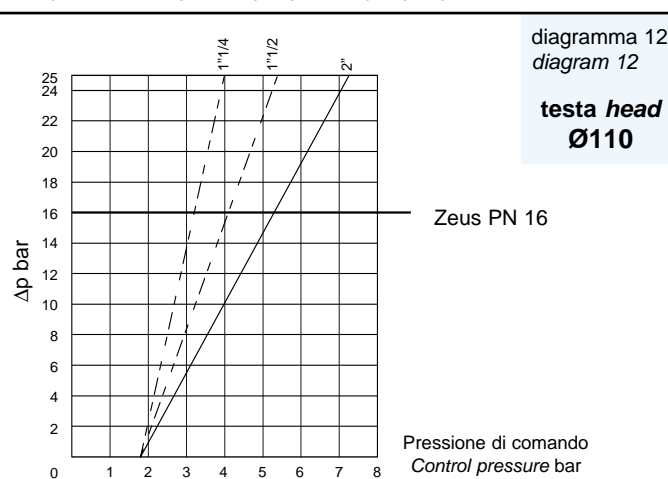 diagramma 12
diagram 12
testa head
Ø110
1"1/4
1"1/2
2"
25
24
22
20
18
16
14
12
10
8
6
4
2
0
Δp bar
Zeus PN 16
1 2 3 4 5 6 7 8
Pressione di comando
Control pressure bar